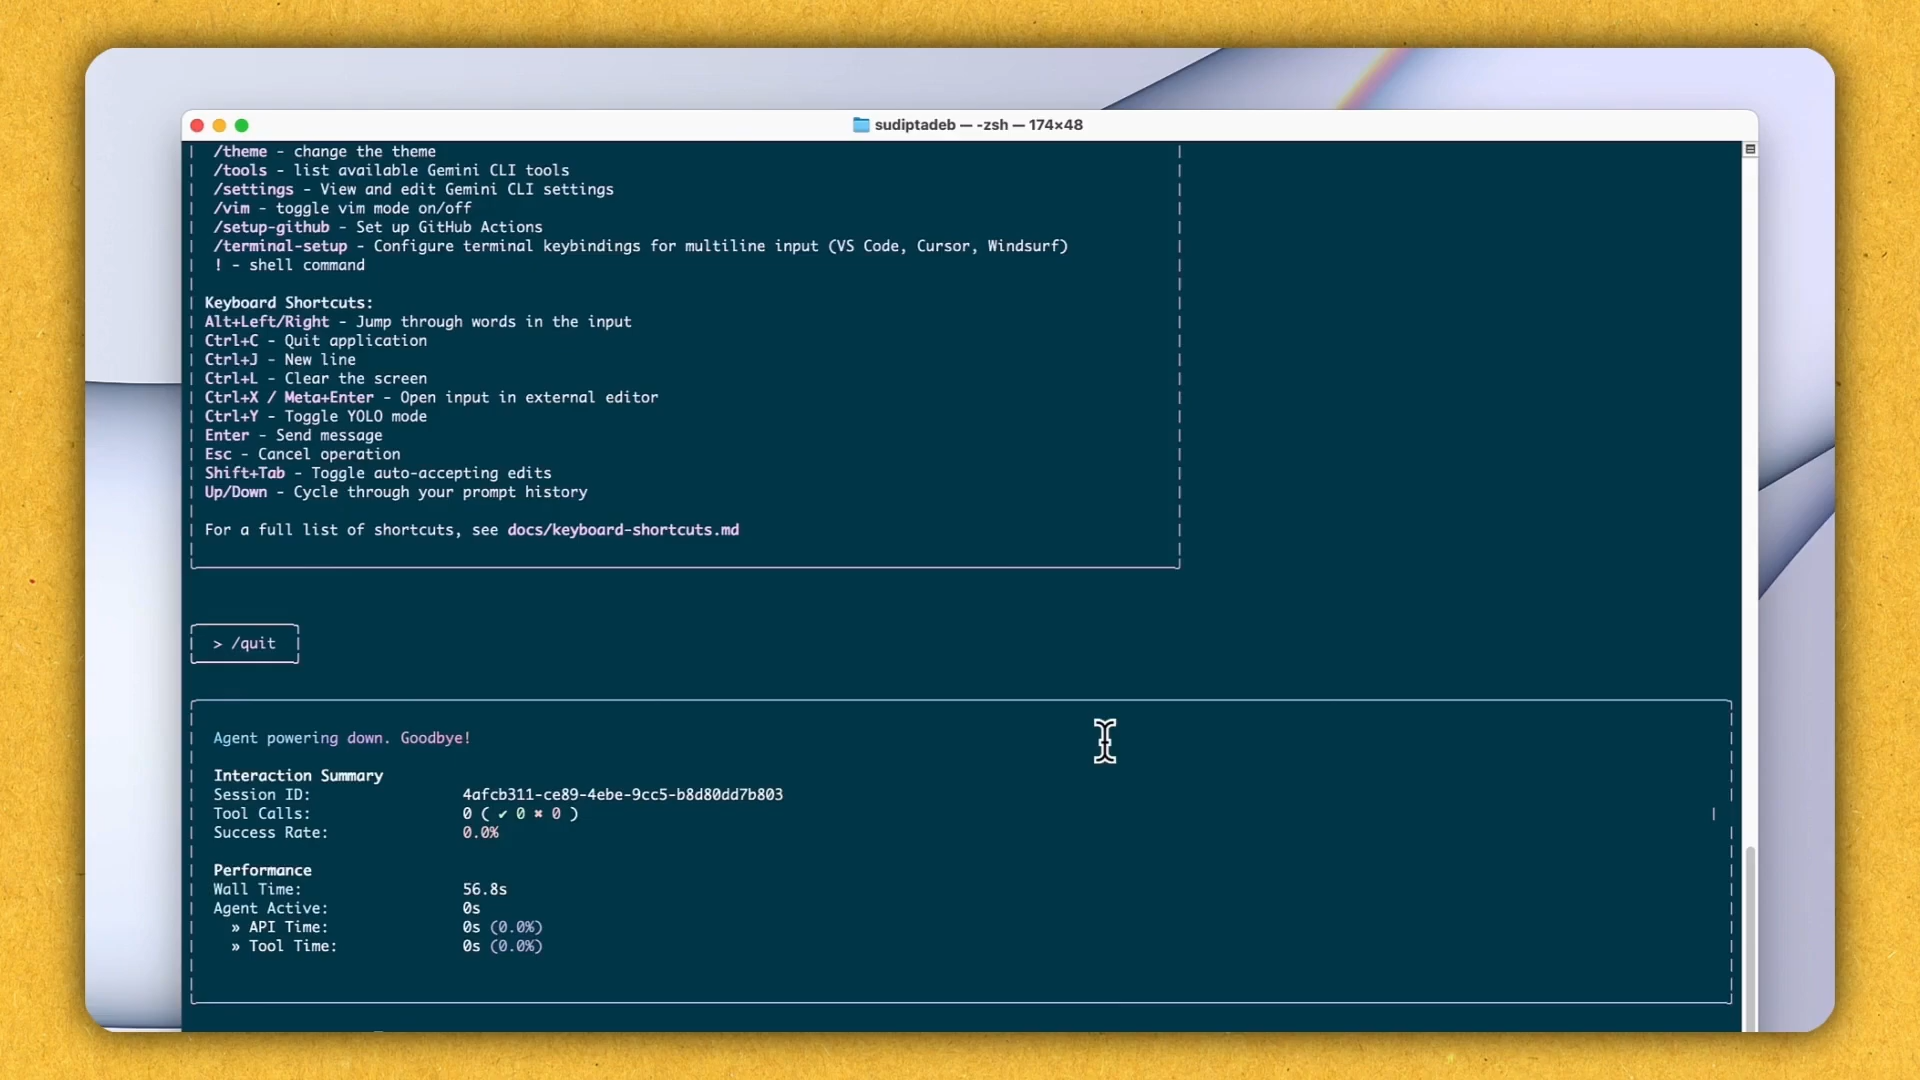 sudiptadeb — -zsh — 174×48
/theme - change the theme
/tools - list available Gemini CLI tools
/settings - View and edit Gemini CLI settings
/vim - toggle vim mode on/off
/setup-github - Set up GitHub Actions
/terminal-setup - Configure terminal keybindings for multiline input (VS Code, Cursor, Windsurf)
! - shell command
Keyboard Shortcuts:
Alt+Left/Right - Jump through words in the input
Ctrl+C - Quit application
Ctrl+J - New line
Ctrl+L - Clear the screen
Ctrl+X / Meta+Enter - Open input in external editor
Ctrl+Y - Toggle YOLO mode
Enter - Send message
Esc - Cancel operation
Shift+Tab - Toggle auto-accepting edits
Up/Down - Cycle through your prompt history
For a full list of shortcuts, see docs/keyboard-shortcuts.md
> /quit
Agent powering down. Goodbye!
Interaction Summary
Session ID: 4afcb311-ce89-4ebe-9cc5-b8d80dd7b803
Tool Calls: 0 ( ✔ 0 ✖ 0 )
Success Rate: 0.0%
Performance
Wall Time: 56.8s
Agent Active: 0s
» API Time: 0s (0.0%)
» Tool Time: 0s (0.0%)